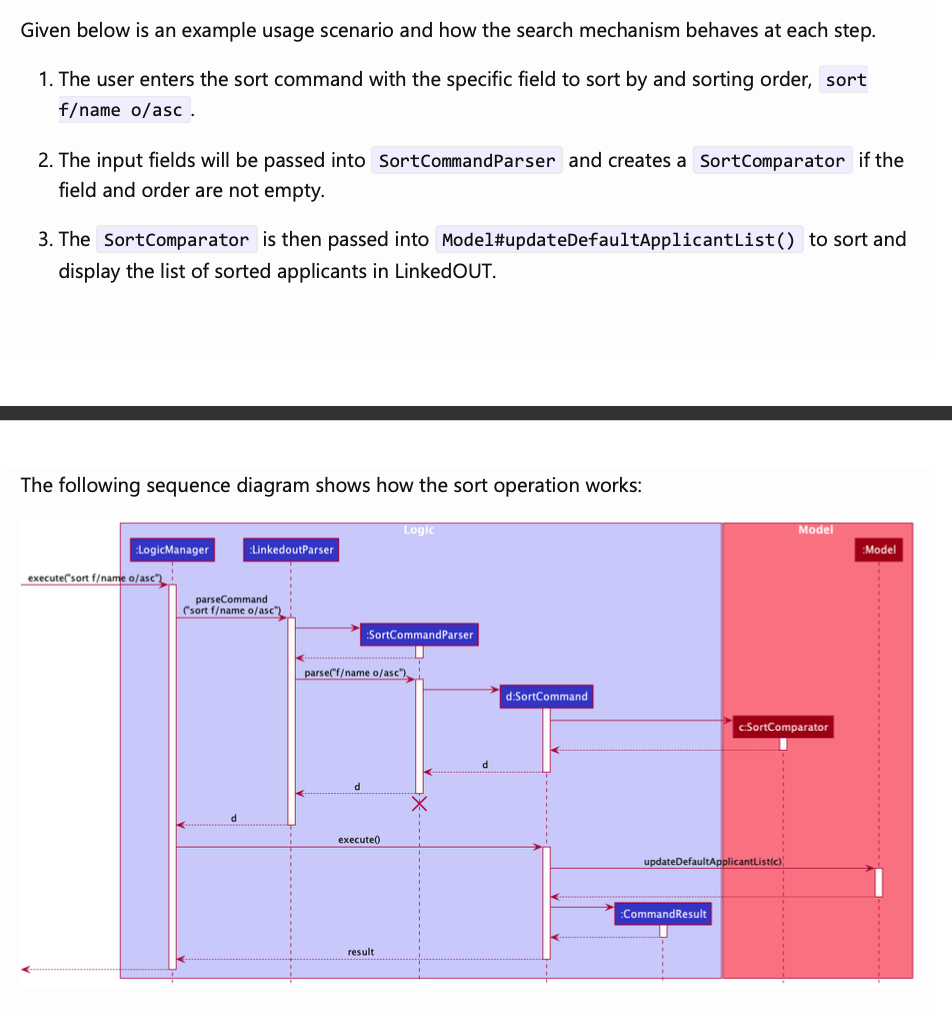 Given below is an example usage scenario and how the search mechanism behaves at each step.
1. The user enters the sort command with the specific field to sort by and sorting order, sort
f/name o/asc .
2. The input fields will be passed into SortCommandParser and creates a SortComparator if the
field and order are not empty.
3. The SortComparator is then passed into Model#updateDefaultApplicantList() to sort and
display the list of sorted applicants in LinkedOUT.
The following sequence diagram shows how the sort operation works:
Logic
Model
:LogicManager
:LinkedoutParser
:Model
execute("sort f/name o/asc")
parseCommand
("sort f/name o/asc")
:SortCommandParser
parse("f/name o/asc")
d:SortCommand
c:SortComparator
d
d
d
execute()
updateDefaultApplicantList(c)
:CommandResult
result